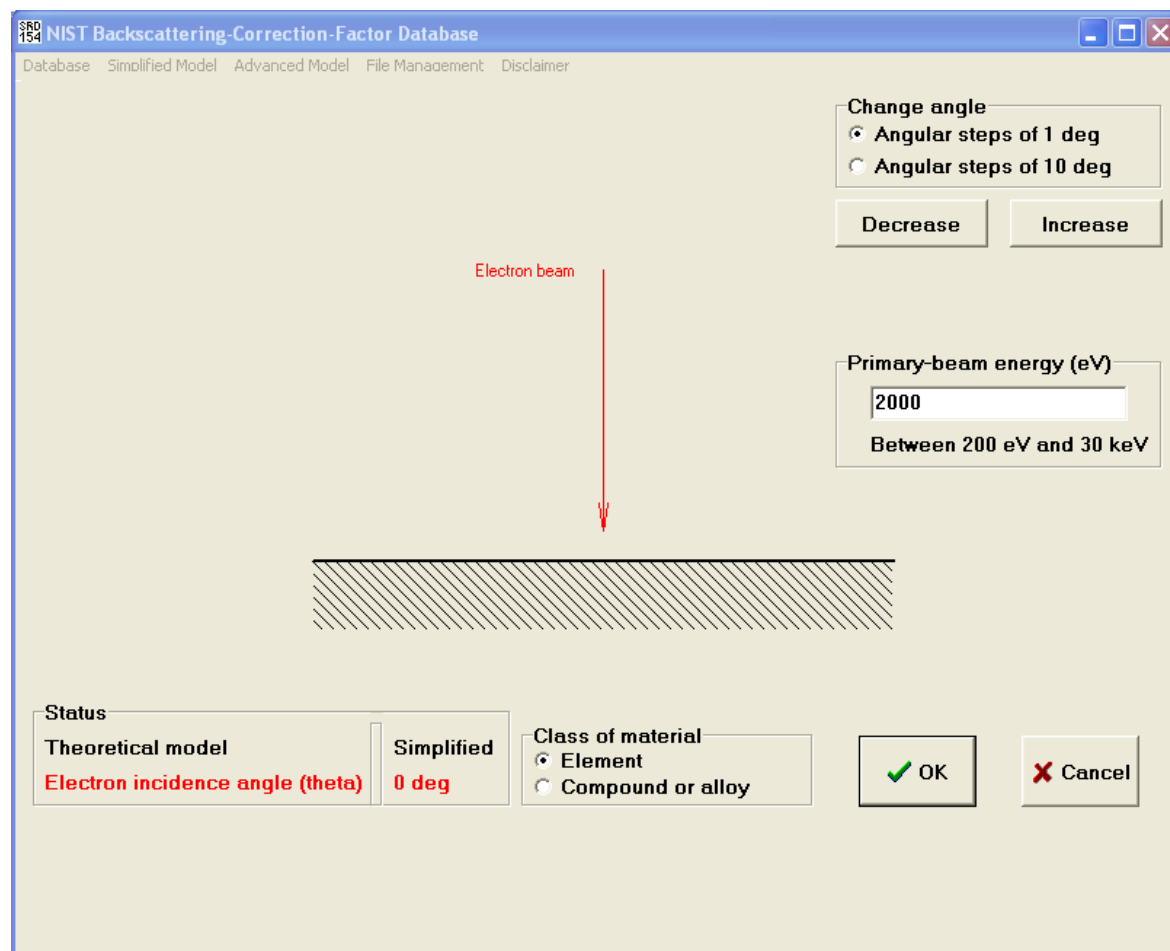 SRD
154 NIST Backscattering-Correction-Factor Database
Database Simplified Model Advanced Model File Management Disclaimer
Change angle
Angular steps of 1 deg
Angular steps of 10 deg
Decrease Increase
Electron beam
Primary-beam energy (eV)
2000
Between 200 eV and 30 keV
Status
Theoretical model Simplified
Electron incidence angle (theta) 0 deg
Class of material
Element
Compound or alloy
OK Cancel